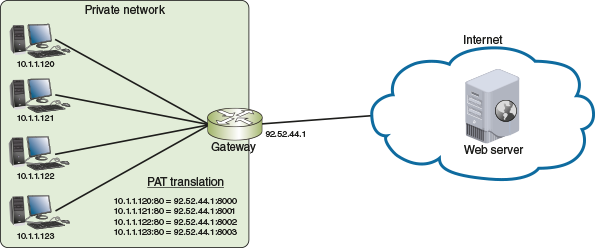 Private network
10.1.1.120
10.1.1.121
10.1.1.122
10.1.1.123
Gateway
92.52.44.1
PAT translation
10.1.1.120:80 = 92.52.44.1:8000
10.1.1.121:80 = 92.52.44.1:8001
10.1.1.122:80 = 92.52.44.1:8002
10.1.1.123:80 = 92.52.44.1:8003
Internet
Web server